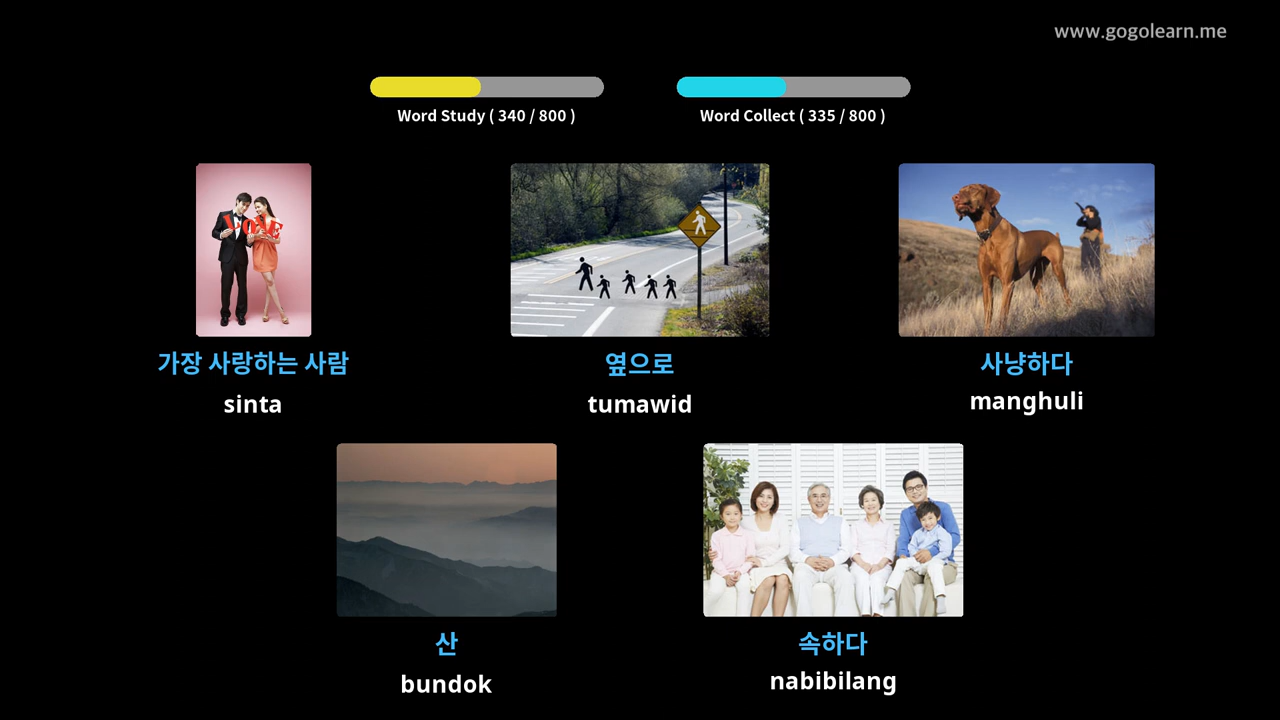 www.gogolearn.me
Word Study ( 340 / 800 )
Word Collect ( 335 / 800 )
가장 사랑하는 사람
sinta
옆으로
tumawid
사냥하다
manghuli
산
bundok
속하다
nabibilang